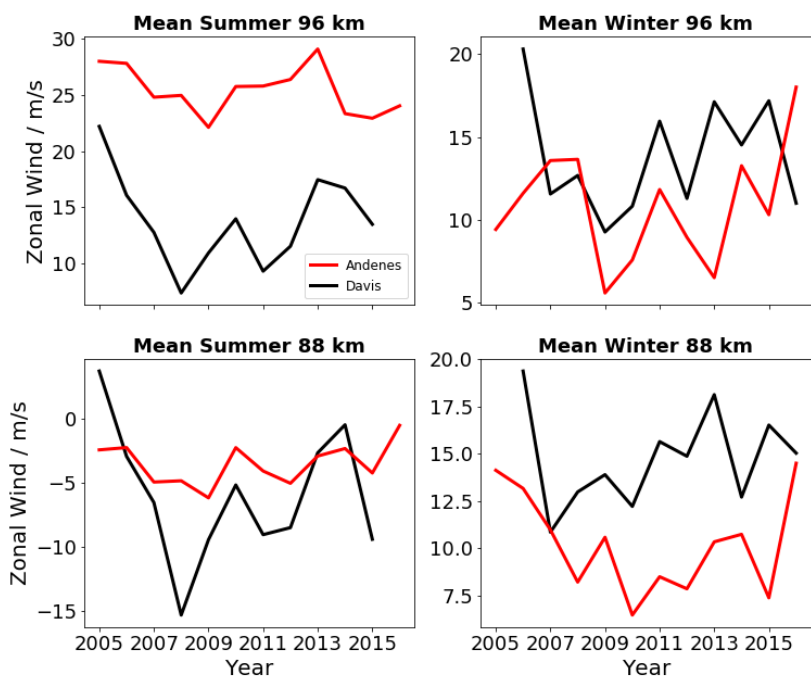 Mean Summer 96 km
Mean Winter 96 km
Zonal Wind / m/s
30
25
20
15
10
Andenes
Davis
20
15
10
5
Mean Summer 88 km
Mean Winter 88 km
Zonal Wind / m/s
0
−5
−10
−15
20.0
17.5
15.0
12.5
10.0
7.5
2005 2007 2009 2011 2013 2015
2005 2007 2009 2011 2013 2015
Year
Year